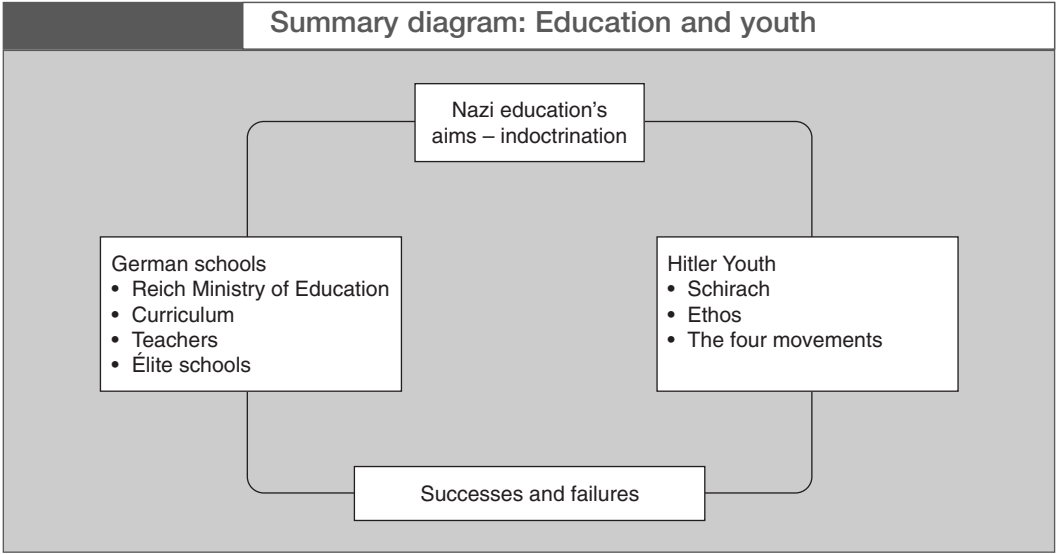 Summary diagram: Education and youth
Nazi education's
aims – indoctrination
German schools
• Reich Ministry of Education
• Curriculum
• Teachers
• Élite schools
Hitler Youth
• Schirach
• Ethos
• The four movements
Successes and failures